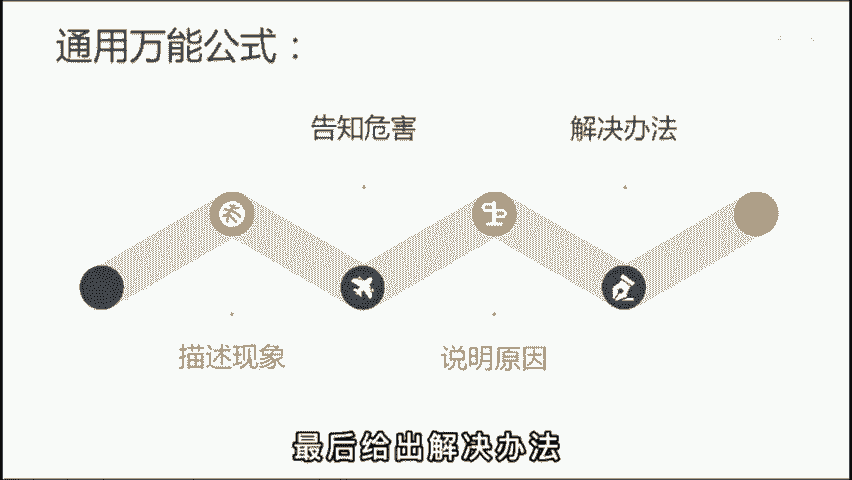 通用万能公式：
告知危害
解决办法
描述现象
说明原因
最后给出解决办法